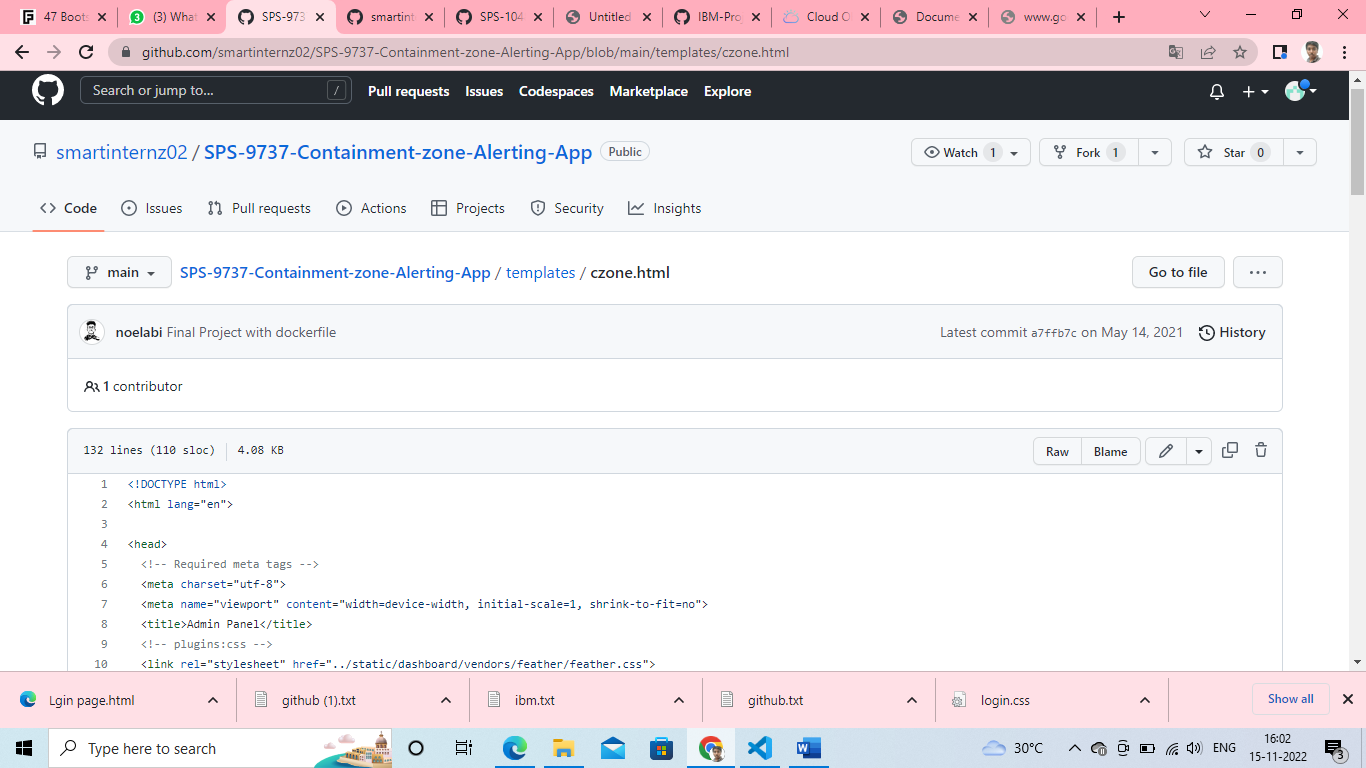 47 Boots
(3) What
SPS-973
smartint
SPS-104
Untitled
IBM-Pro
Cloud O
Docume
www.go
github.com/smartinternz02/SPS-9737-Containment-zone-Alerting-App/blob/main/templates/czone.html
Search or jump to... / Pull requests Issues Codespaces Marketplace Explore
smartinternz02 / SPS-9737-Containment-zone-Alerting-App Public Watch 1 Fork 1 Star 0
Code Issues Pull requests Actions Projects Security Insights
main SPS-9737-Containment-zone-Alerting-App / templates / czone.html Go to file ...
noelabi Final Project with dockerfile Latest commit a7ffb7c on May 14, 2021 History
1 contributor
132 lines (110 sloc) 4.08 KB Raw Blame
1 <!DOCTYPE html>
2 <html lang="en">
3
4 <head>
5 <!-- Required meta tags -->
6 <meta charset="utf-8">
7 <meta name="viewport" content="width=device-width, initial-scale=1, shrink-to-fit=no">
8 <title>Admin Panel</title>
9 <!-- plugins:css -->
10 <link rel="stylesheet" href="../static/dashboard/vendors/feather/feather.css">
Lgin page.html github (1).txt ibm.txt github.txt login.css Show all
Type here to search 30°C ENG 16:02
15-11-2022 3